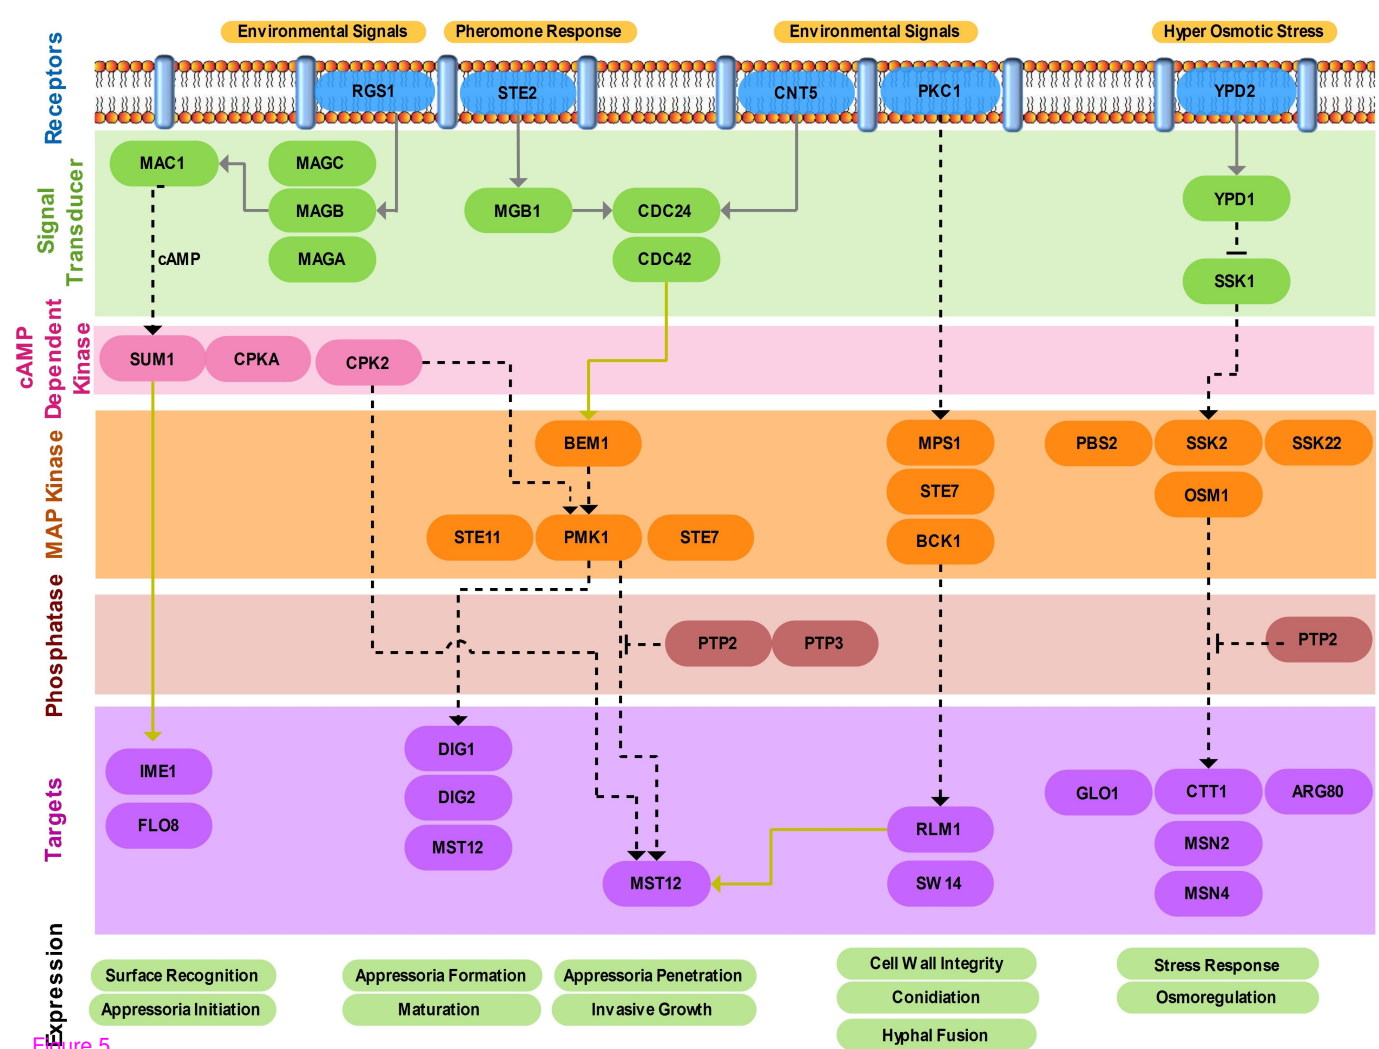 Environmental Signals
Pheromone Response
Environmental Signals
Hyper Osmotic Stress
Receptors
RGS1
STE2
CNT5
PKC1
YPD2
Signal
Transducer
MAC1
MAGC
MAGB
MAGA
MGB1
CDC24
CDC42
YPD1
SSK1
cAMP
cAMP
Dependent
Kinase
SUM1
CPKA
CPK2
MAP Kinase
BEM1
MPS1
PBS2
SSK2
SSK22
STE7
OSM1
STE11
PMK1
STE7
BCK1
Phosphatase
PTP2
PTP3
PTP2
Targets
IME1
FLO8
DIG1
DIG2
MST12
MST12
RLM1
SW14
GLO1
CTT1
ARG80
MSN2
MSN4
Expression
Surface Recognition
Appressoria Initiation
Appressoria Formation
Maturation
Appressoria Penetration
Invasive Growth
Cell Wall Integrity
Conidiation
Hyphal Fusion
Stress Response
Osmoregulation
Figure 5